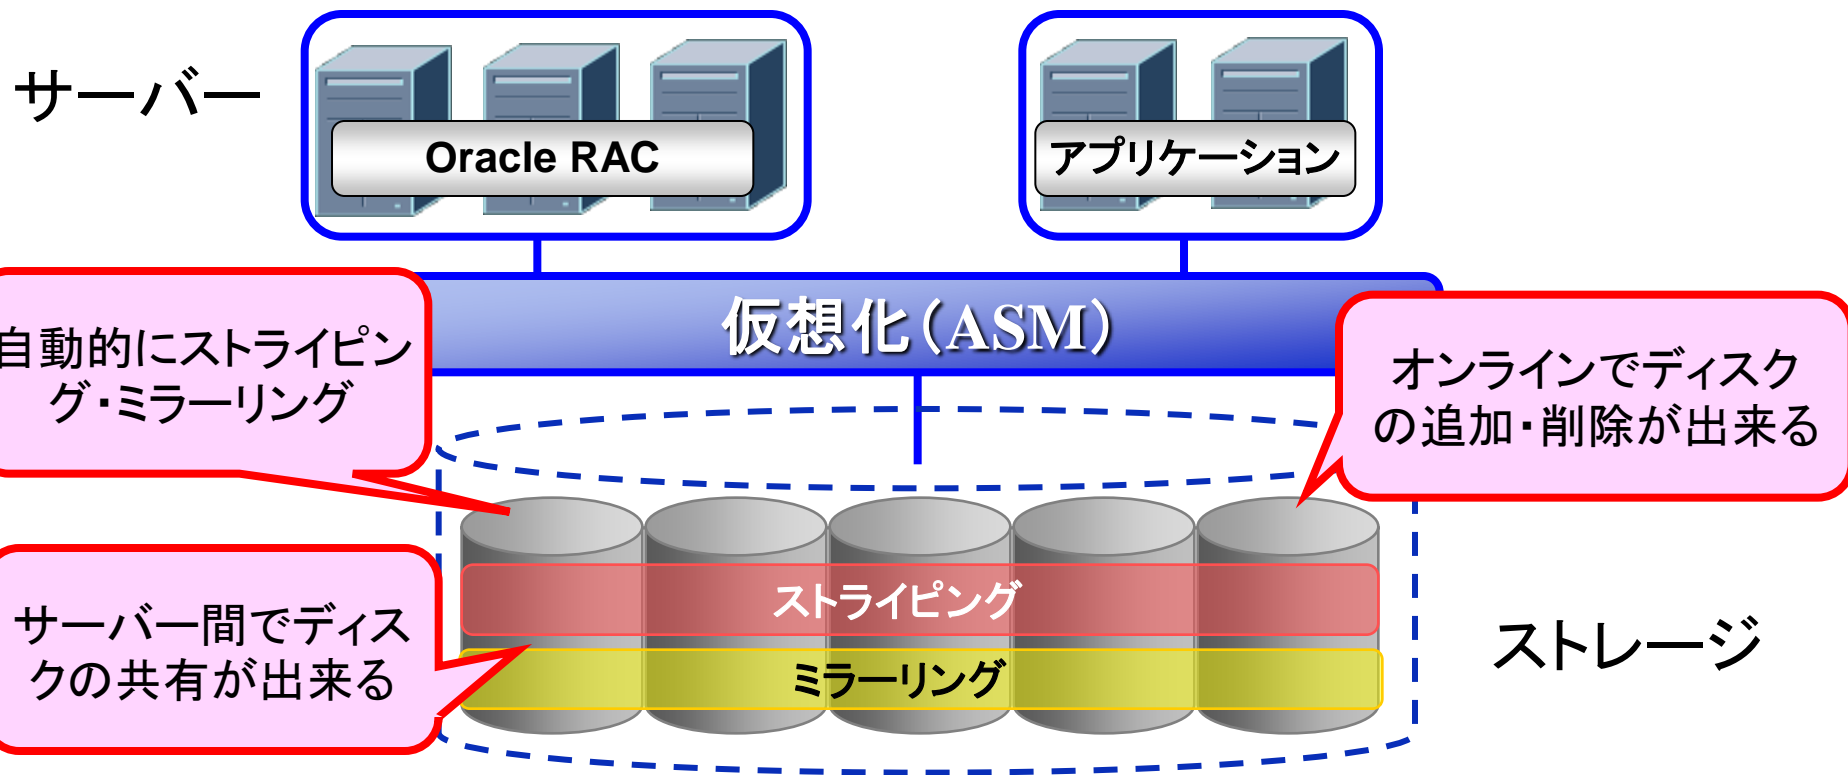 サーバー
Oracle RAC
アプリケーション
仮想化(ASM)
自動的にストライピン
グ・ミラーリング
オンラインでディスク
の追加・削除が出来る
ストライピング
サーバー間でディス
クの共有が出来る
ミラーリング
ストレージ